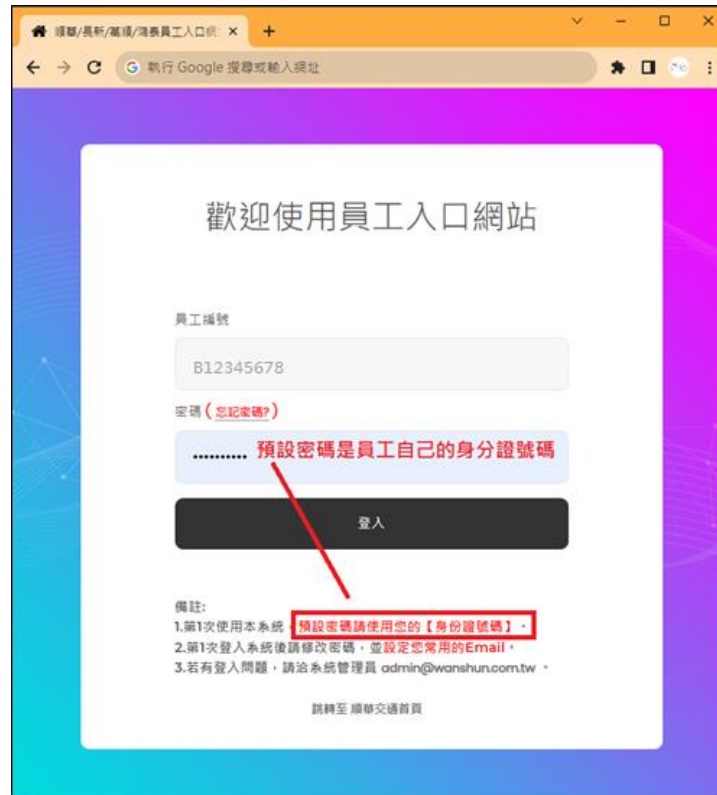 順華/長新/萬順/鴻泰員工入口網
執行 Google 搜尋或輸入網址
歡迎使用員工入口網站
員工編號
B12345678
密碼 ( 忘記密碼? )
.......... 預設密碼是員工自己的身分證號碼
登入
備註:
1.第1次使用本系統，預設密碼請使用您的【身份證號碼】。
2.第1次登入系統後請修改密碼，並設定您常用的Email。
3.若有登入問題，請洽系統管理員 admin@wanshun.com.tw 。
跳轉至 順華交通首頁